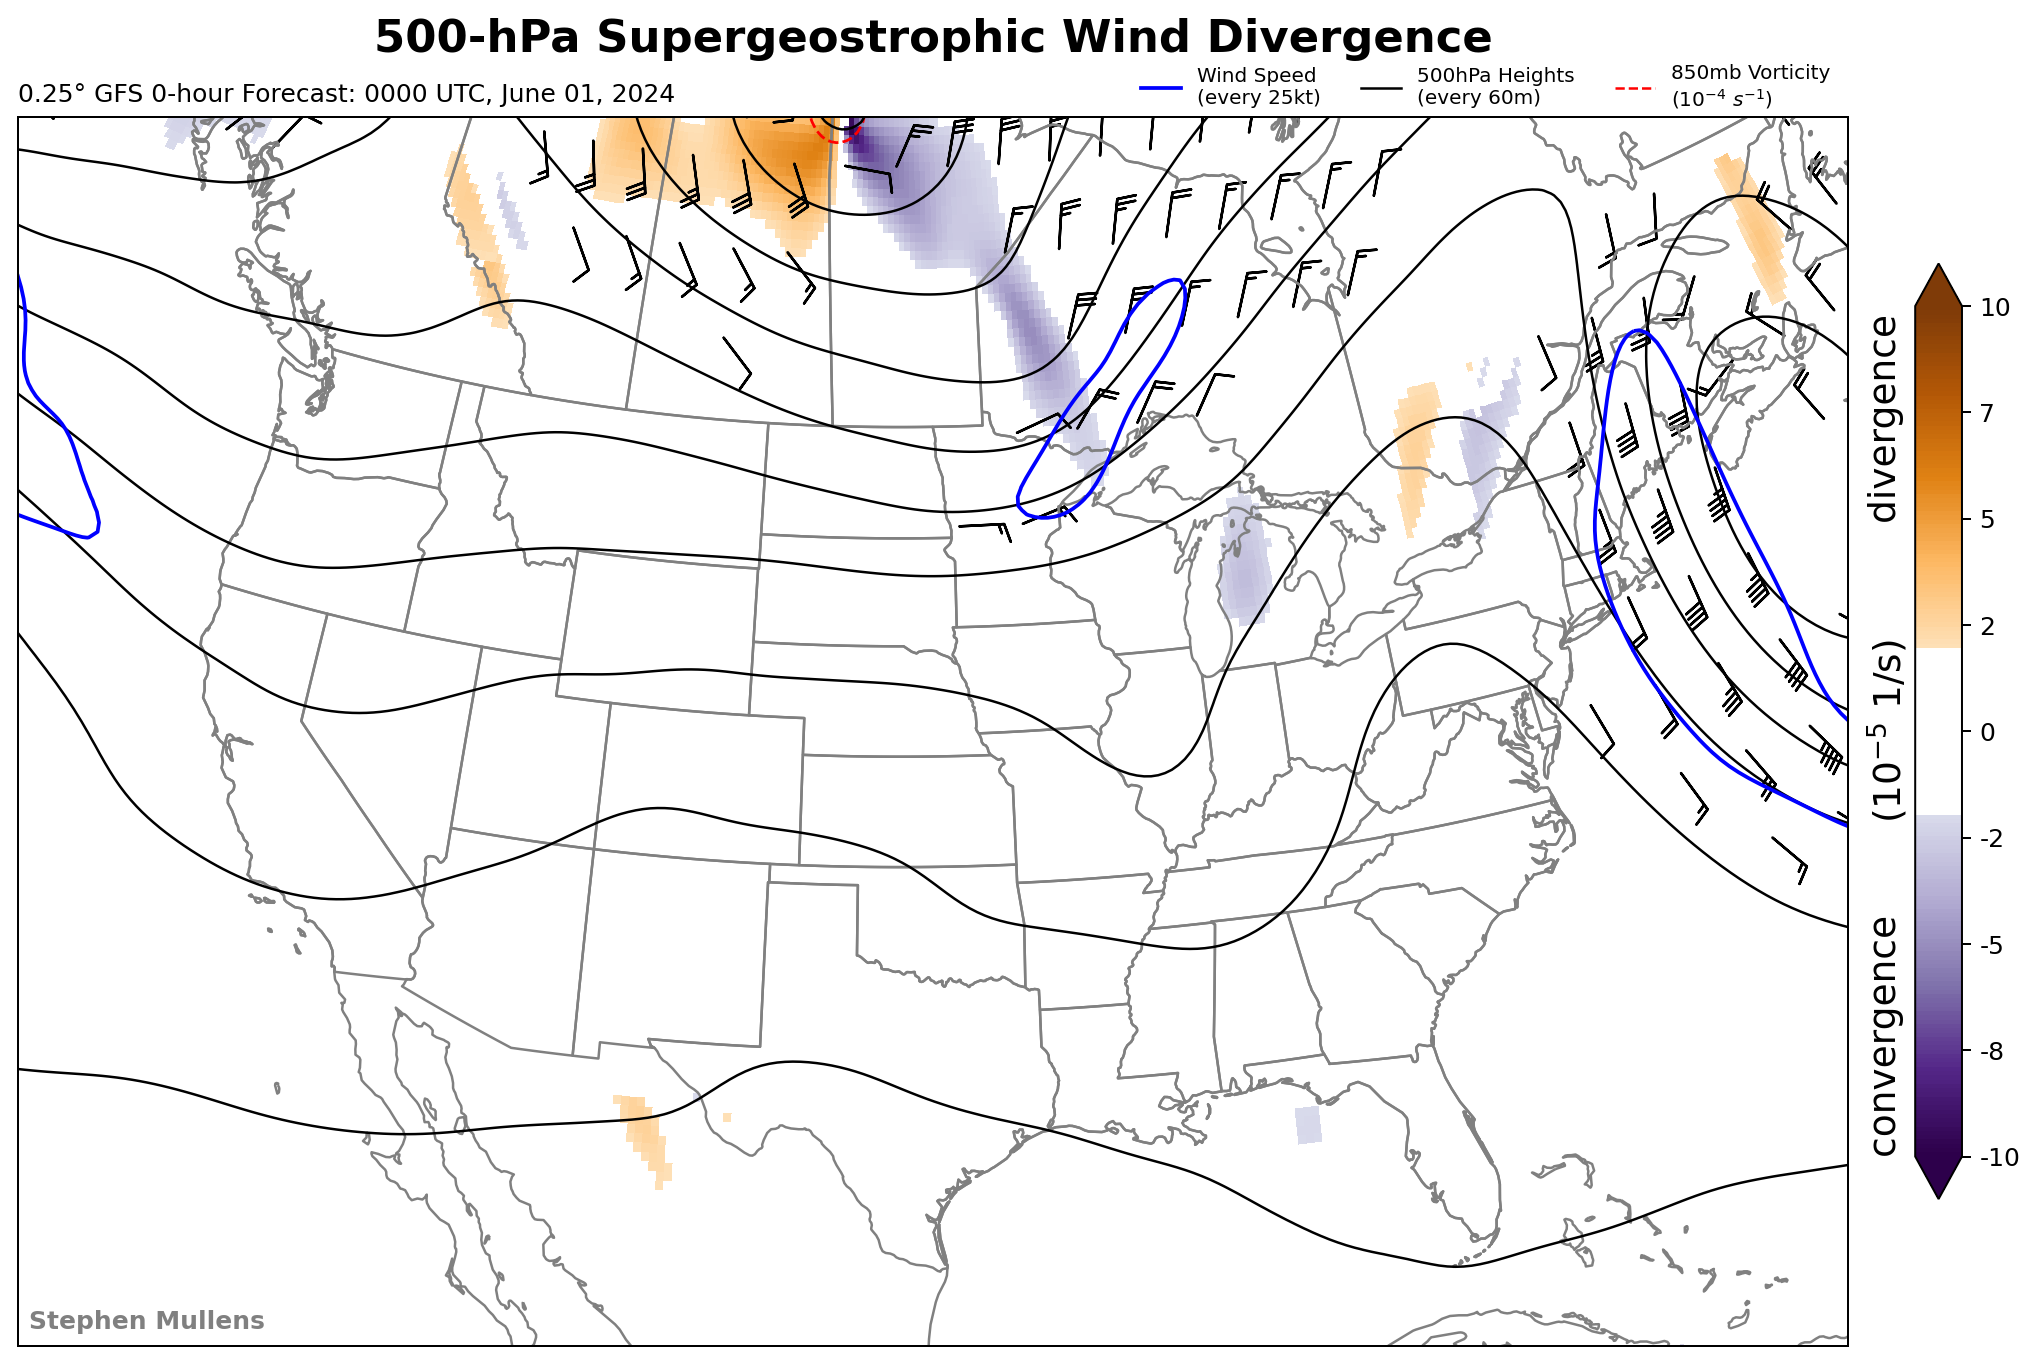 500-hPa Supergeostrophic Wind Divergence
0.25° GFS 0-hour Forecast: 0000 UTC, June 01, 2024
Wind Speed
(every 25kt)
500hPa Heights
(every 60m)
850mb Vorticity
(10⁻⁴ s⁻¹)
10
7
5
2
0
-2
-5
-8
-10
convergence (10⁻⁵ 1/s) divergence
Stephen Mullens